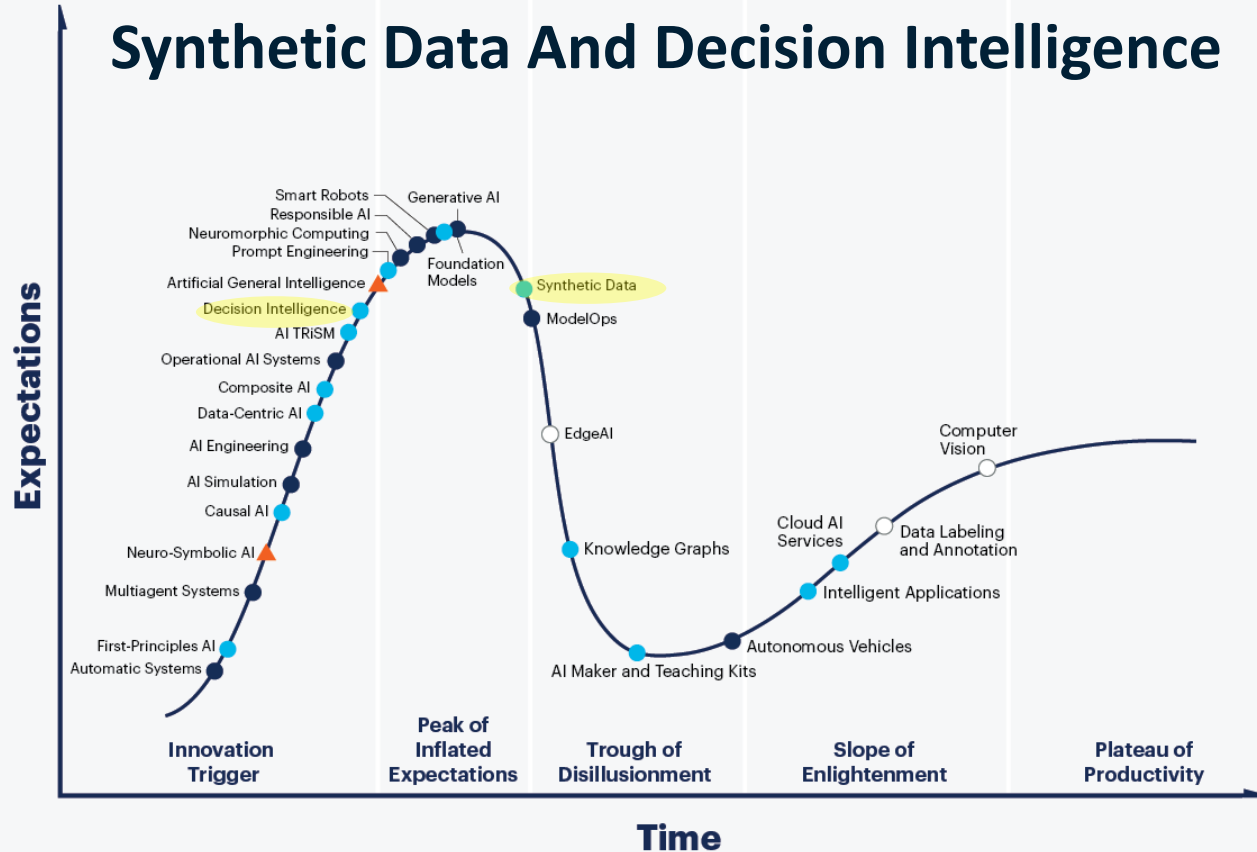 Synthetic Data And Decision Intelligence
Expectations
Smart Robots
Responsible AI
Neuromorphic Computing
Prompt Engineering
Artificial General Intelligence
Decision Intelligence
AI TRiSM
Operational AI Systems
Composite AI
Data-Centric AI
AI Engineering
AI Simulation
Causal AI
Neuro-Symbolic AI
Multiagent Systems
First-Principles AI
Automatic Systems
Generative AI
Foundation
Models
Synthetic Data
ModelOps
EdgeAI
Knowledge Graphs
AI Maker and Teaching Kits
Autonomous Vehicles
Intelligent Applications
Cloud AI
Services
Data Labeling
and Annotation
Computer
Vision
Innovation
Trigger
Peak of
Inflated
Expectations
Trough of
Disillusionment
Slope of
Enlightenment
Plateau of
Productivity
Time